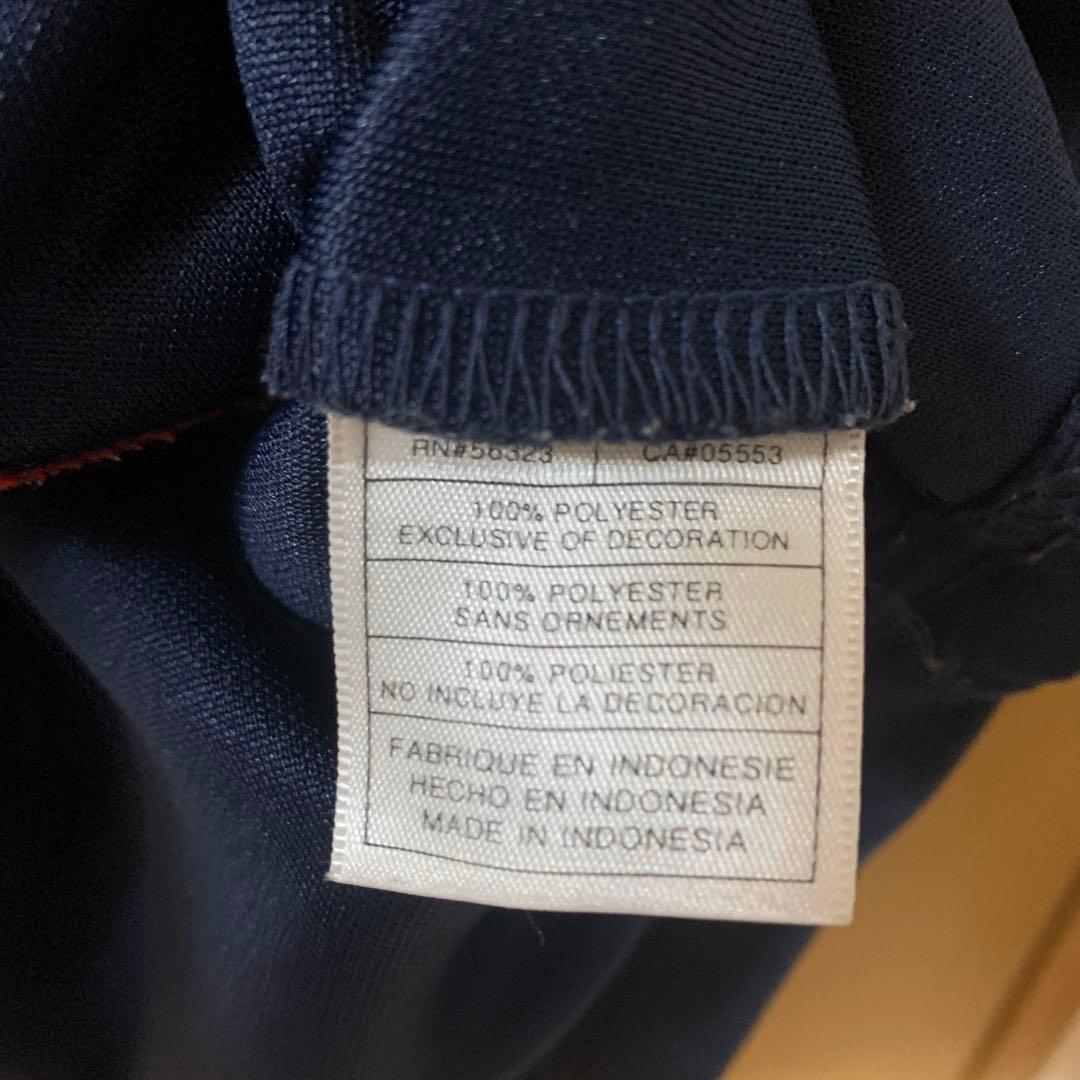 RN#56323 CA#05553
100% POLYESTER
EXCLUSIVE OF DECORATION
100% POLYESTER
SANS ORNEMENTS
100% POLIESTER
NO INCLUYE LA DECORACION
FABRIQUE EN INDONESIE
HECHO EN INDONESIA
MADE IN INDONESIA